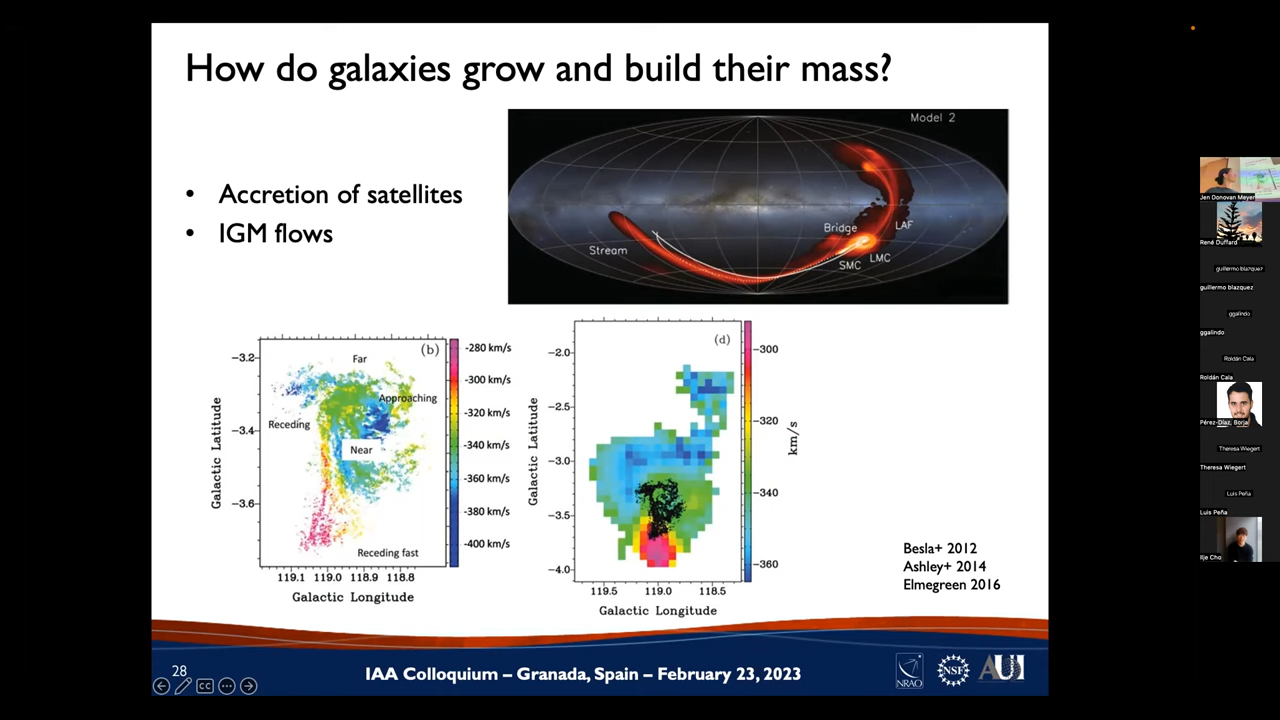 How do galaxies grow and build their mass?
• Accretion of satellites
• IGM flows
Model 2
Stream
Bridge
LAF
LMC
SMC
(b)
Far
Approaching
Receding
Near
Receding fast
-3.2
-3.4
-3.6
119.1 119.0 118.9 118.8
Galactic Latitude
Galactic Longitude
-280 km/s
-300 km/s
-320 km/s
-340 km/s
-360 km/s
-380 km/s
-400 km/s
(d)
-2.0
-2.5
-3.0
-3.5
-4.0
119.5 119.0 118.5
Galactic Latitude
Galactic Longitude
-300
-320
-340
-360
km/s
Besla+ 2012
Ashley+ 2014
Elmegreen 2016
28
CC
IAA Colloquium – Granada, Spain – February 23, 2023
NRAO
NSF
AUI
Jen Donovan Meyer
René Duffard
guillermo blazquez
guillermo blazquez
ggalindo
ggalindo
Roldán Cala
Roldán Cala
Pérez-Díaz, Borja
Theresa Wiegert
Theresa Wiegert
Luis Peña
Luis Peña
Ilje Cho